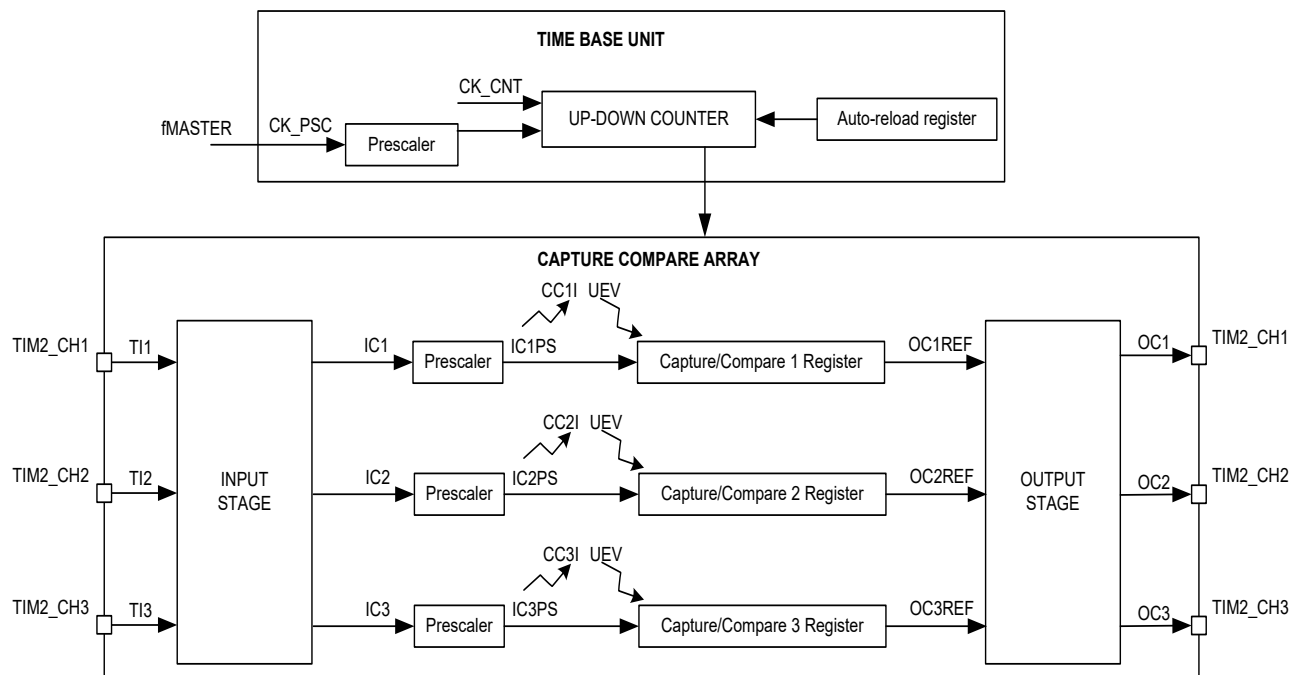 TIME BASE UNIT
CK_CNT
fMASTER
CK_PSC
Prescaler
UP-DOWN COUNTER
Auto-reload register
CAPTURE COMPARE ARRAY
CC1I UEV
TIM2_CH1
TI1
IC1
Prescaler
IC1PS
Capture/Compare 1 Register
OC1REF
OC1
TIM2_CH1
INPUT
STAGE
OUTPUT
STAGE
CC2I UEV
TIM2_CH2
TI2
IC2
Prescaler
IC2PS
Capture/Compare 2 Register
OC2REF
OC2
TIM2_CH2
CC3I UEV
TIM2_CH3
TI3
IC3
Prescaler
IC3PS
Capture/Compare 3 Register
OC3REF
OC3
TIM2_CH3